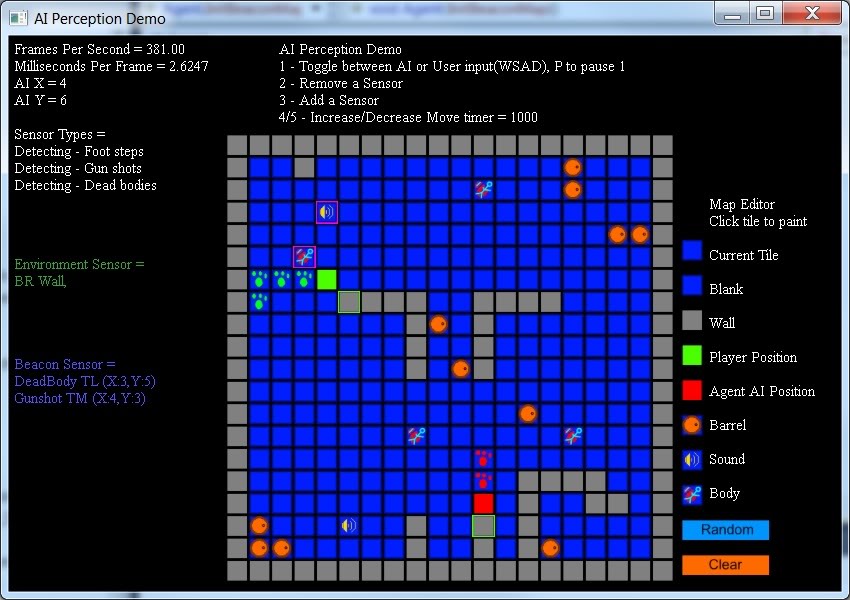 AI Perception Demo
Frames Per Second = 381.00
Milliseconds Per Frame = 2.6247
AI X = 4
AI Y = 6
AI Perception Demo
1 - Toggle between AI or User input(WSAD), P to pause 1
2 - Remove a Sensor
3 - Add a Sensor
4/5 - Increase/Decrease Move timer = 1000
Sensor Types =
Detecting - Foot steps
Detecting - Gun shots
Detecting - Dead bodies
Environment Sensor =
BR Wall,
Beacon Sensor =
DeadBody TL (X:3,Y:5)
Gunshot TM (X:4,Y:3)
Map Editor
Click tile to paint
Current Tile
Blank
Wall
Player Position
Agent AI Position
Barrel
Sound
Body
Random
Clear